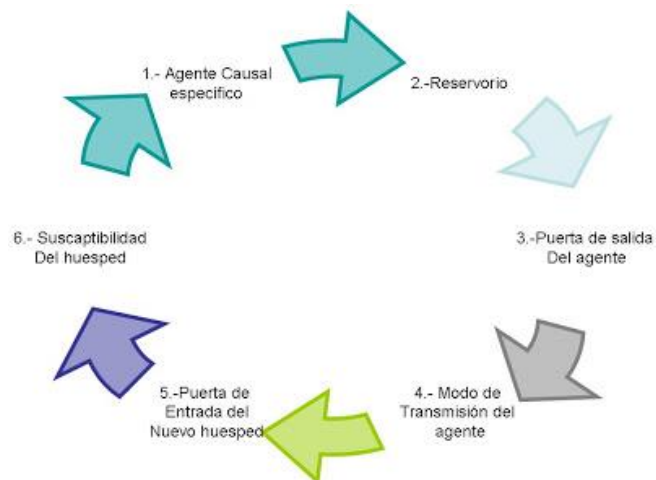 1.- Agente Causal
especifico
2.-Reservorio
3.-Puerta de salida
Del agente
4.- Modo de
Transmisión del
agente
5.-Puerta de
Entrada del
Nuevo huesped
6.- Suscaptibilidad
Del huesped